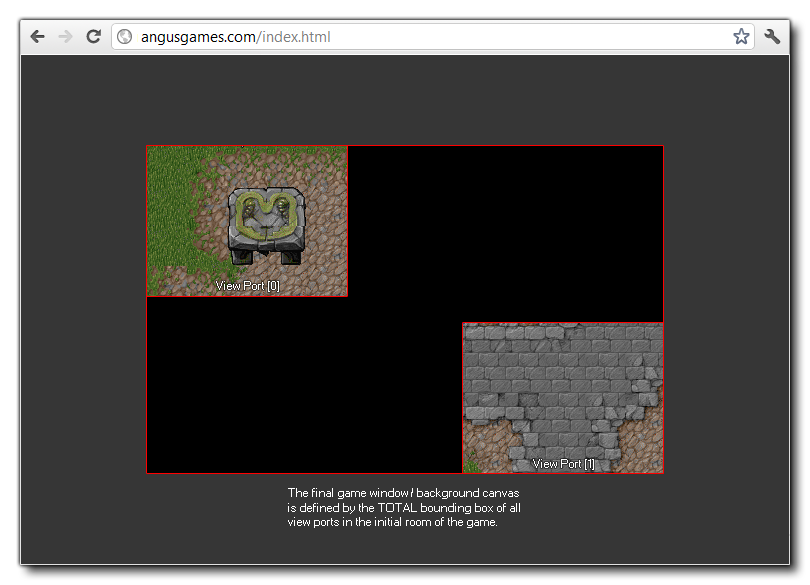 angusgames.com/index.html
View Port [0]
View Port [1]
The final game window/ background canvas
is defined by the TOTAL bounding box of all
view ports in the initial room of the game.